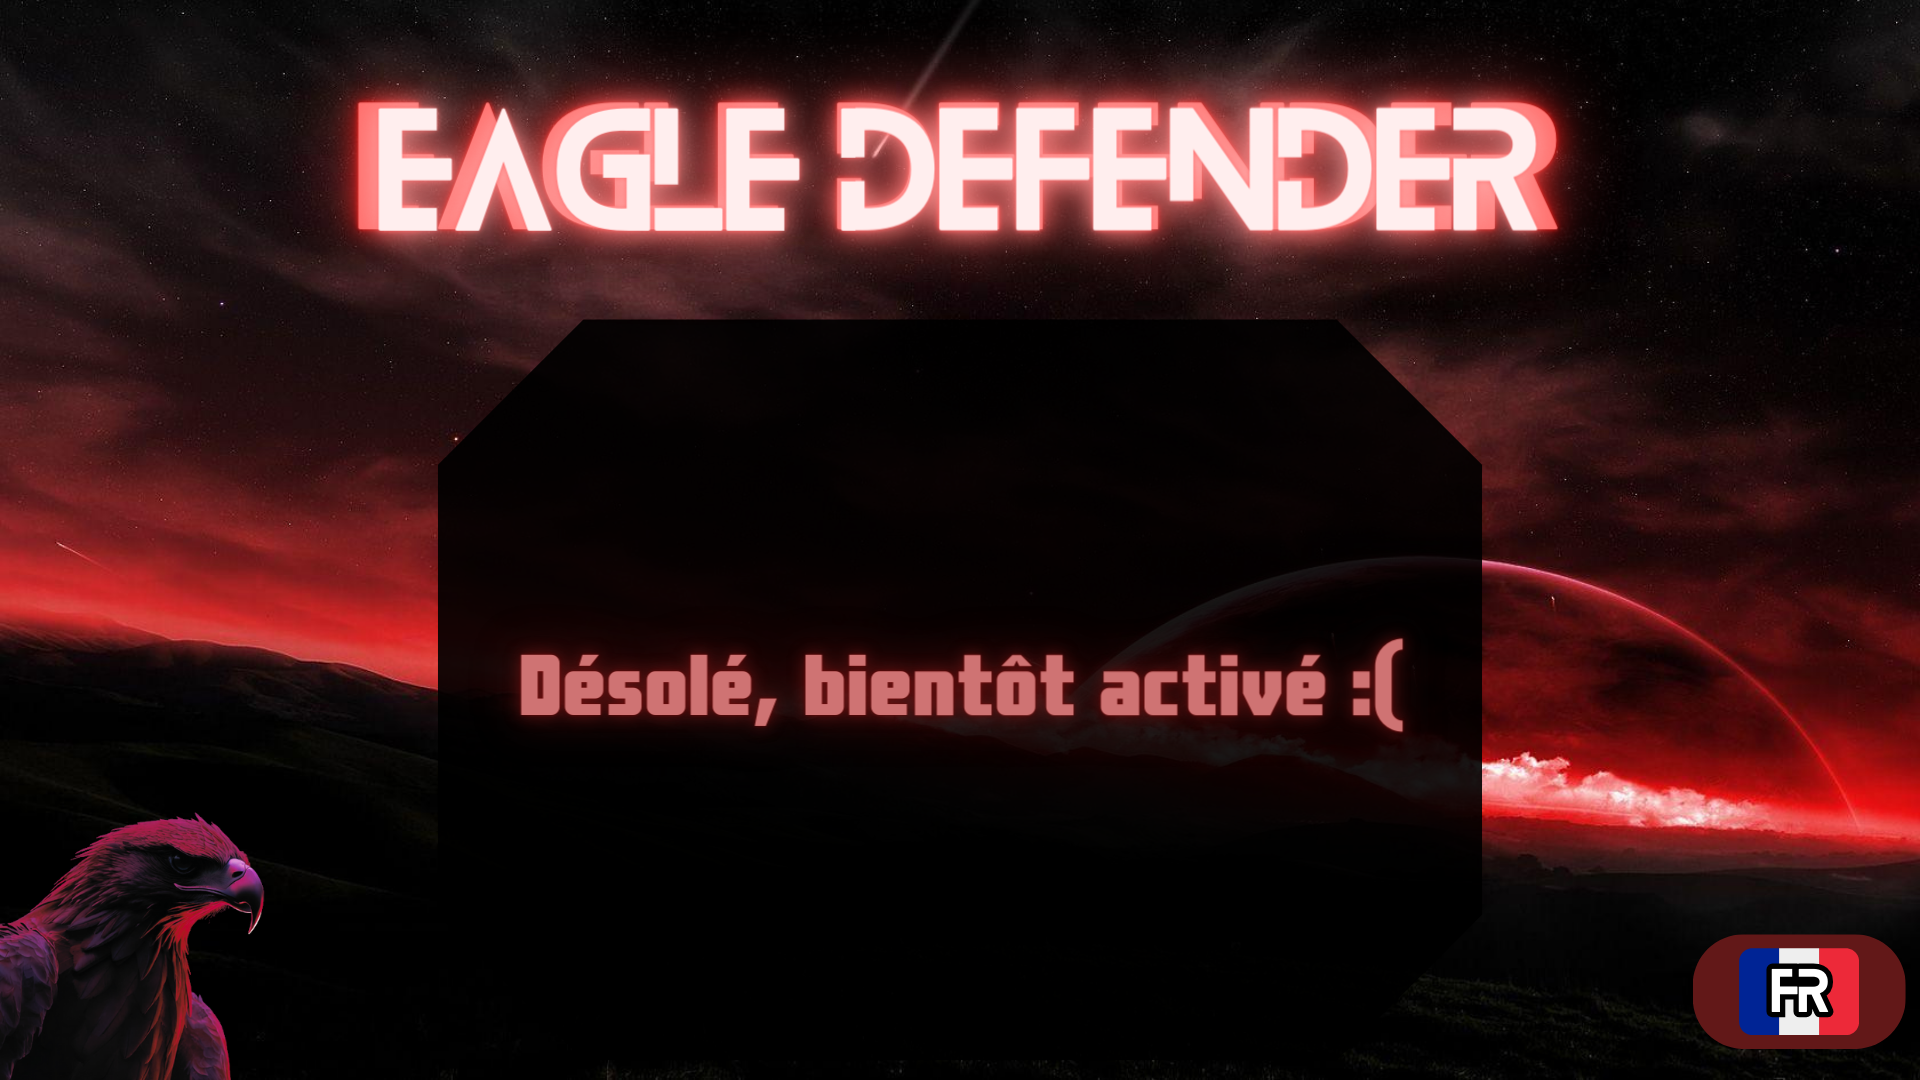 EAGLE DEFENDER
Désolé, bientôt activé :(
FR